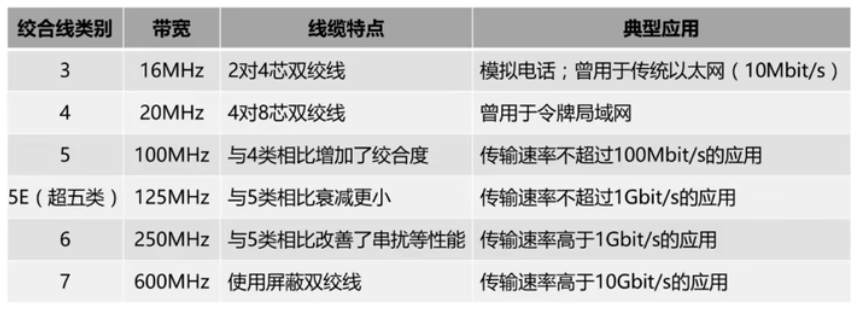 绞合线类别 带宽 线缆特点 典型应用
3 16MHz 2对4芯双绞线 模拟电话；曾用于传统以太网（10Mbit/s）
4 20MHz 4对8芯双绞线 曾用于令牌局域网
5 100MHz 与4类相比增加了绞合度 传输速率不超过100Mbit/s的应用
5E（超五类） 125MHz 与5类相比衰减更小 传输速率不超过1Gbit/s的应用
6 250MHz 与5类相比改善了串扰等性能 传输速率高于1Gbit/s的应用
7 600MHz 使用屏蔽双绞线 传输速率高于10Gbit/s的应用